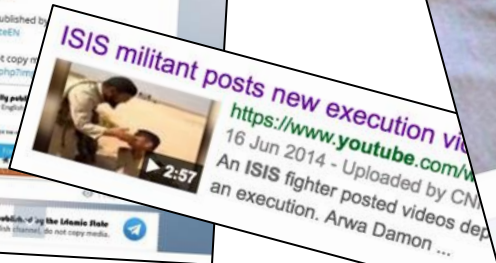 ublished by
teEN
t copy m
ISIS militant posts new execution
2:57
https://www.youtube.com/w
16 Jun 2014 - Uploaded by CN
An ISIS fighter posted videos dep
an execution. Arwa Damon ...
by the Islamic State
channel, do not copy media.